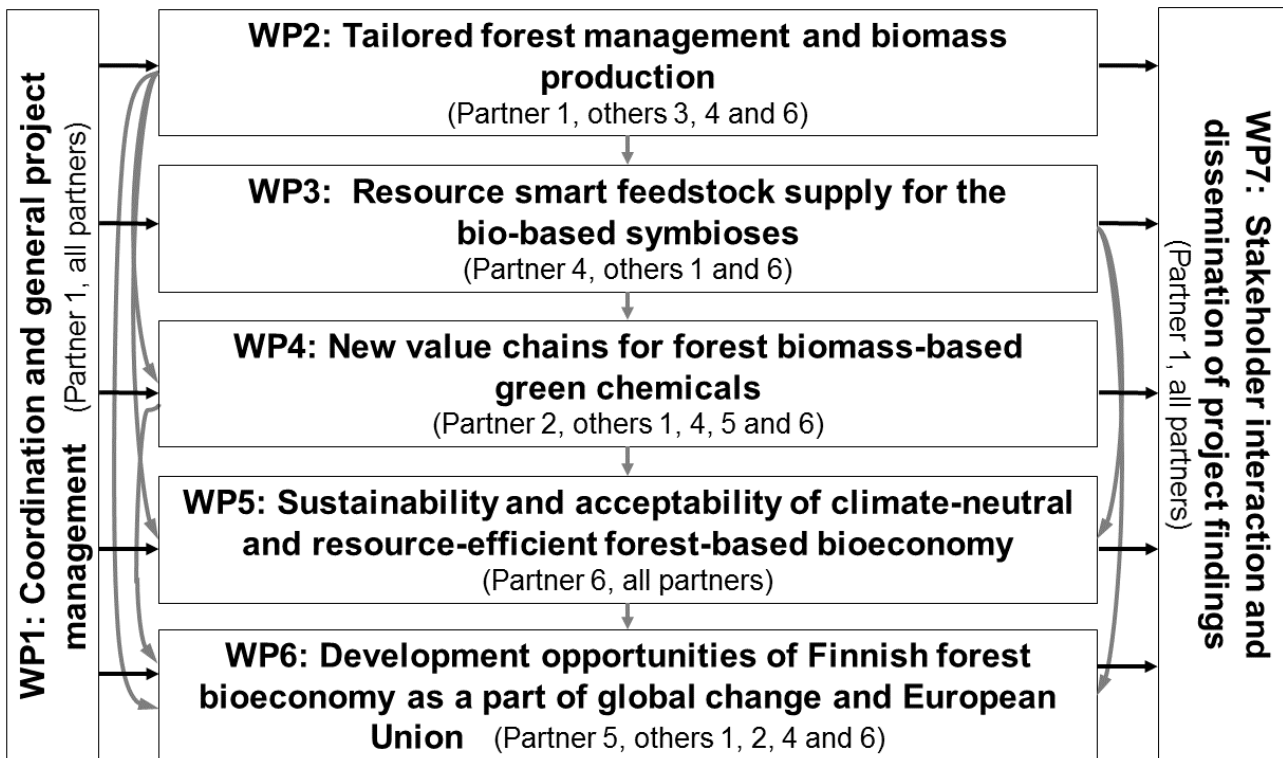 WP1: Coordination and general project
management
(Partner 1, all partners)
WP2: Tailored forest management and biomass
production
(Partner 1, others 3, 4 and 6)
WP3:  Resource smart feedstock supply for the
bio-based symbioses
(Partner 4, others 1 and 6)
WP4: New value chains for forest biomass-based
green chemicals
(Partner 2, others 1, 4, 5 and 6)
WP5: Sustainability and acceptability of climate-neutral
and resource-efficient forest-based bioeconomy
(Partner 6, all partners)
WP6: Development opportunities of Finnish forest
bioeconomy as a part of global change and European
Union (Partner 5, others 1, 2, 4 and 6)
WP7:  Stakeholder interaction and
dissemination of project findings
(Partner 1, all partners)